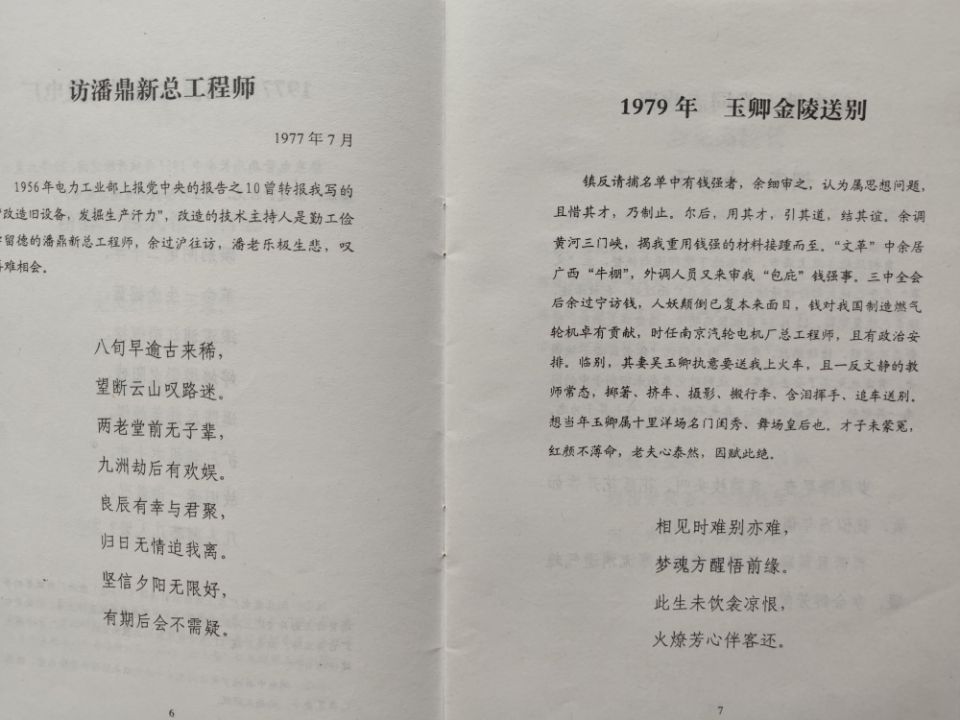 访潘鼎新总工程师
1977年7月
1956年电力工业部上报党中央的报告之10曾转报我写的
“改造旧设备，发掘生产汗力”，改造的技术主持人是勤工俭
留德的潘鼎新总工程师，余过沪往访，潘老乐极生悲，叹
难相会。
八旬早逾古来稀，
望断云山叹路迷。
两老堂前无子辈，
九洲劫后有欢娱。
良辰有幸与君聚，
归日无情迫我离。
坚信夕阳无限好，
有期后会不需疑。
6
1979年 玉卿金陵送别
镇反请捕名单中有钱强者，余细审之，认为属思想问题，
且惜其才，乃制止。尔后，用其才，引其道，结其谊。余调
黄河三门峡，揭我重用钱强的材料接踵而至。“文革”中余居
广西“牛棚”，外调人员又来审我“包庇”钱强事。三中全会
后余过宁访钱，人妖颠倒已复本来面目，钱对我国制造燃气
轮机卓有贡献，时任南京汽轮电机厂总工程师，且有政治安
排。临别，其妻吴玉卿执意要送我上火车，且一反文静的教
师常态，掷箸、挤车、摄影、搬行李、含泪挥手、追车送别。
想当年玉卿属十里洋场名门闺秀、舞场皇后也。才子未蒙冤，
红颜不薄命，老夫心泰然，因赋此绝。
相见时难别亦难，
梦魂方醒悟前缘。
此生未饮衾凉恨，
火燎芳心伴客还。
7